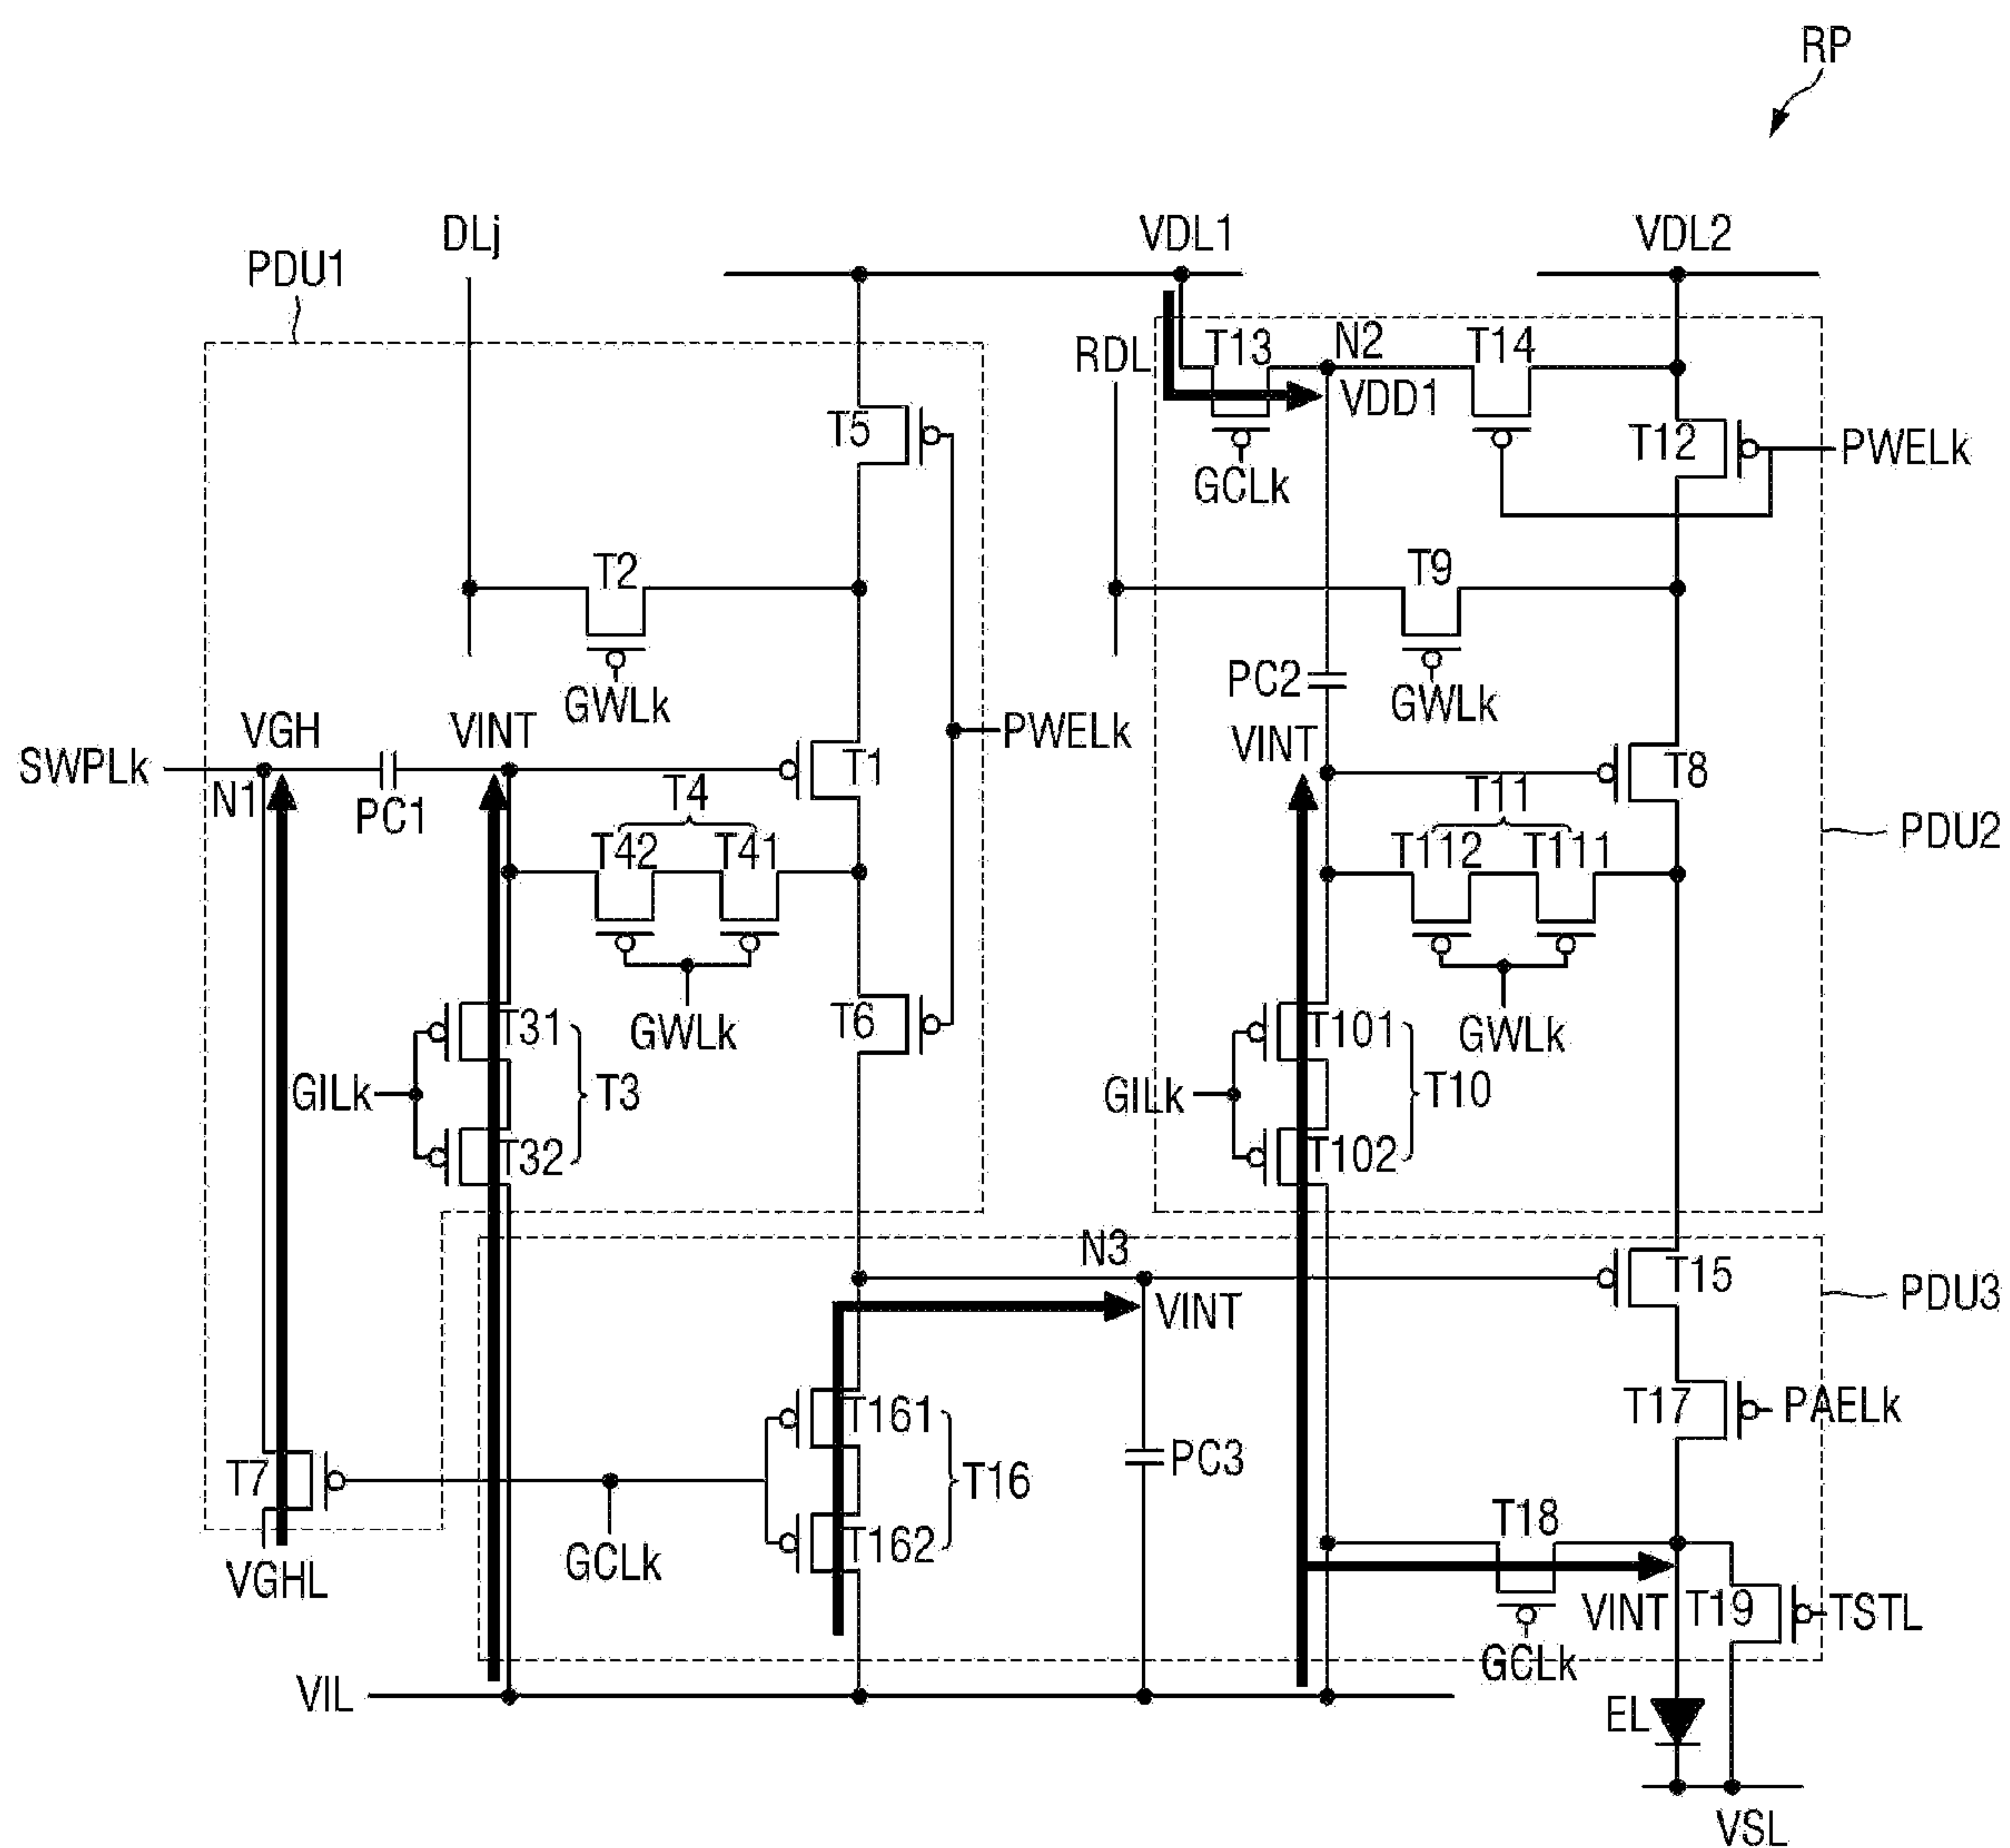 RP
DLj
VDL1
VDL2
PDU1
RDL
T13
N2
T14
VDD1
T5
T12
PWELk
GCLk
T2
T9
GWLk
PC2
GWLk
VGH
VINT
PWELk
VINT
SWPLk
N1
PC1
T1
T8
T4
T11
T42
T41
T112
T111
PDU2
T31
GWLk
T6
T101
GWLk
GILk
T3
GILk
T10
T32
T102
N3
T15
PDU3
VINT
T161
T17
PAELk
T7
T16
PC3
T162
T18
GCLk
VGHL
VINT
T19
TSTL
GCLk
VIL
EL
VSL